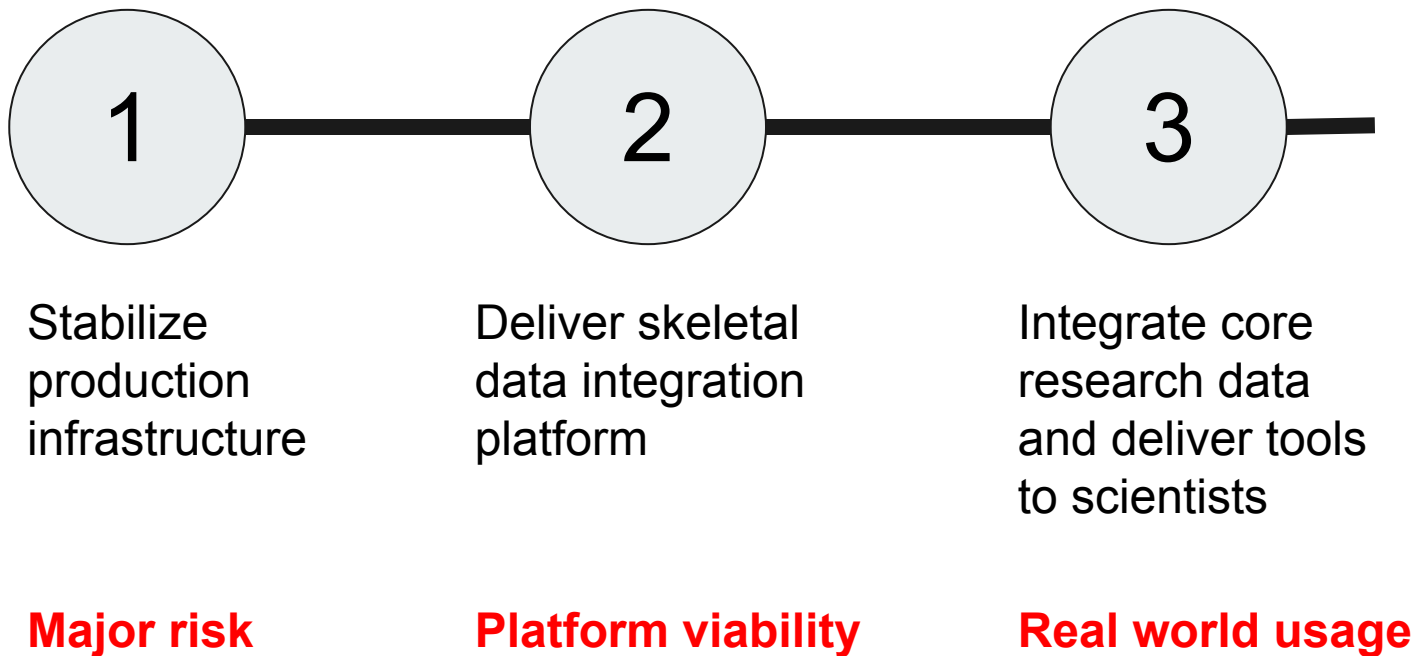 1
2
3
Stabilize
production
infrastructure
Deliver skeletal
data integration
platform
Integrate core
research data
and deliver tools
to scientists
Major risk
Platform viability
Real world usage